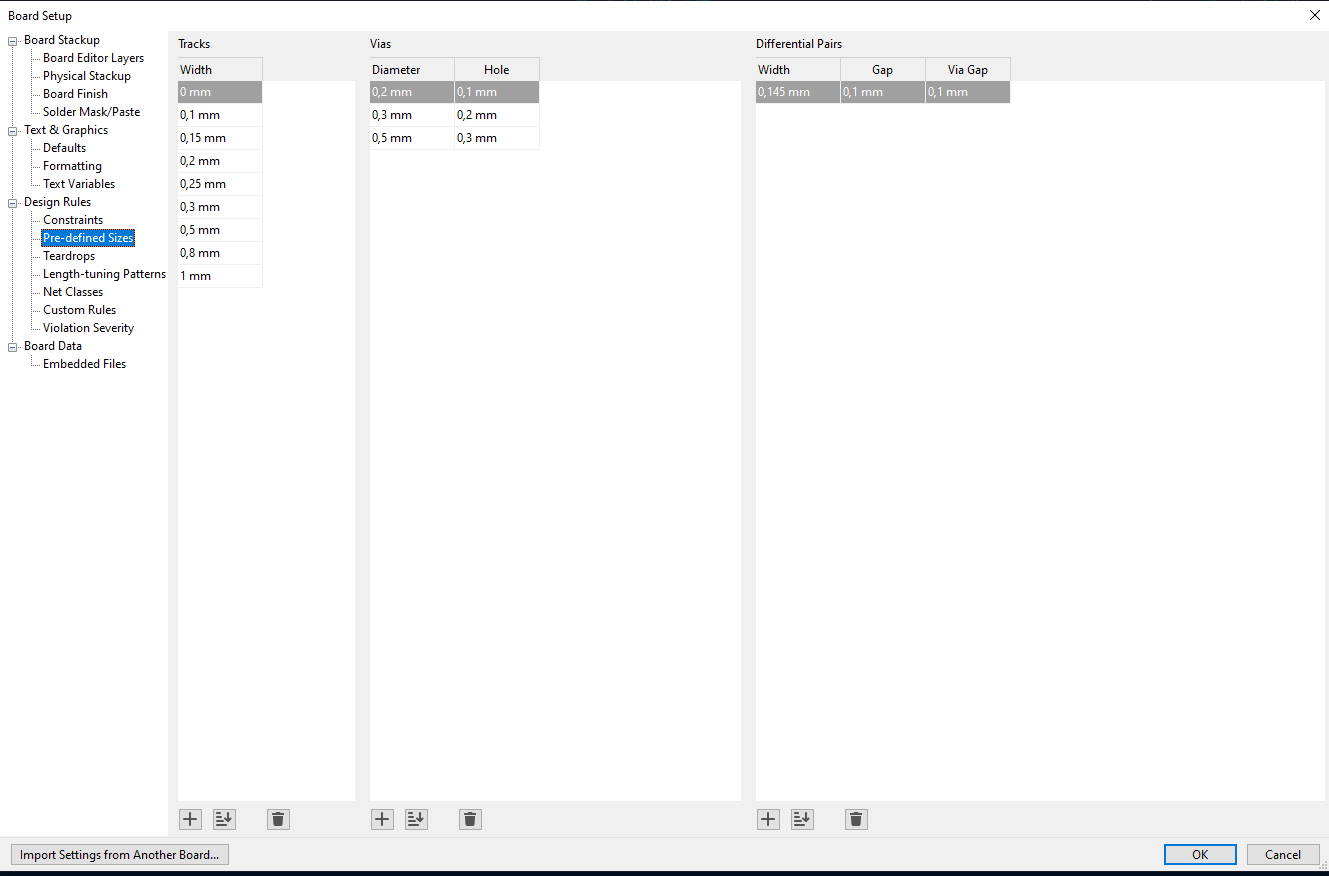 Board Setup
Board Stackup
Board Editor Layers
Physical Stackup
Board Finish
Solder Mask/Paste
Text & Graphics
Defaults
Formatting
Text Variables
Design Rules
Constraints
Pre-defined Sizes
Teardrops
Length-tuning Patterns
Net Classes
Custom Rules
Violation Severity
Board Data
Embedded Files
Tracks
Width
0 mm
0,1 mm
0,15 mm
0,2 mm
0,25 mm
0,3 mm
0,5 mm
0,8 mm
1 mm
Vias
Diameter Hole
0,2 mm 0,1 mm
0,3 mm 0,2 mm
0,5 mm 0,3 mm
Differential Pairs
Width Gap Via Gap
0,145 mm 0,1 mm 0,1 mm
Import Settings from Another Board... OK Cancel